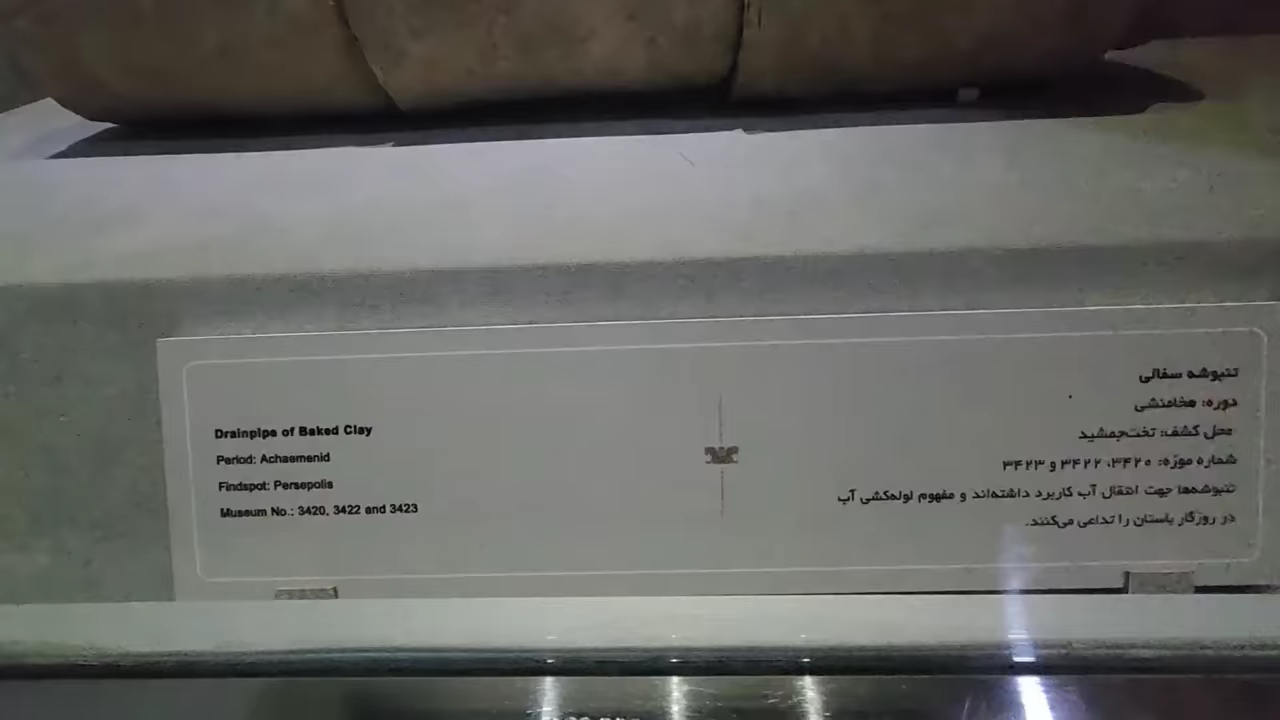 Drainpipe of Baked Clay
Period: Achaemenid
Findspot: Persepolis
Museum No.: 3420, 3422 and 3423
تنبوشه سفالی
دوره: هخامنشی
محل کشف: تخت‌جمشید
شماره موزه: ۳۴۲۰، ۳۴۲۲ و ۳۴۲۳
تنبوشه‌ها جهت انتقال آب کاربرد داشته‌اند و مفهوم لوله‌کشی آب
در روزگار باستان را تداعی می‌کنند.